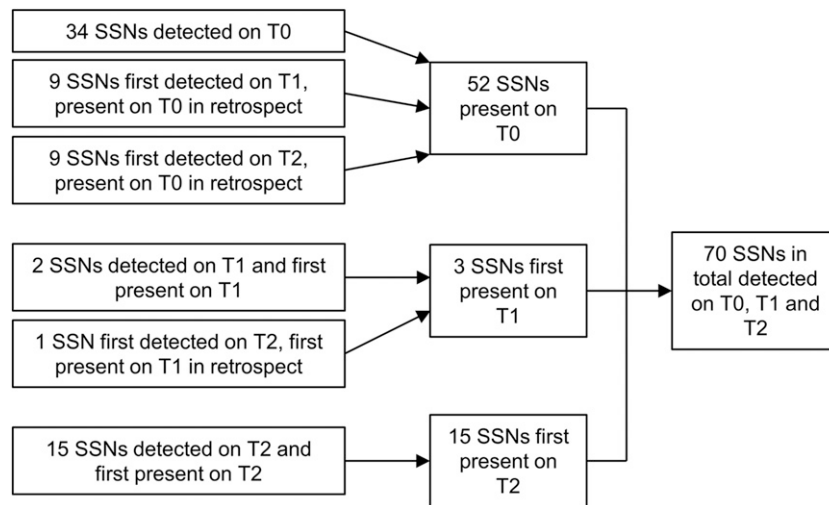 34 SSNs detected on T0
9 SSNs first detected on T1,
present on T0 in retrospect
9 SSNs first detected on T2,
present on T0 in retrospect
52 SSNs
present on
T0
2 SSNs detected on T1 and first
present on T1
1 SSN first detected on T2, first
present on T1 in retrospect
3 SSNs first
present on
T1
15 SSNs detected on T2 and
first present on T2
15 SSNs first
present on
T2
70 SSNs in
total detected
on T0, T1 and
T2